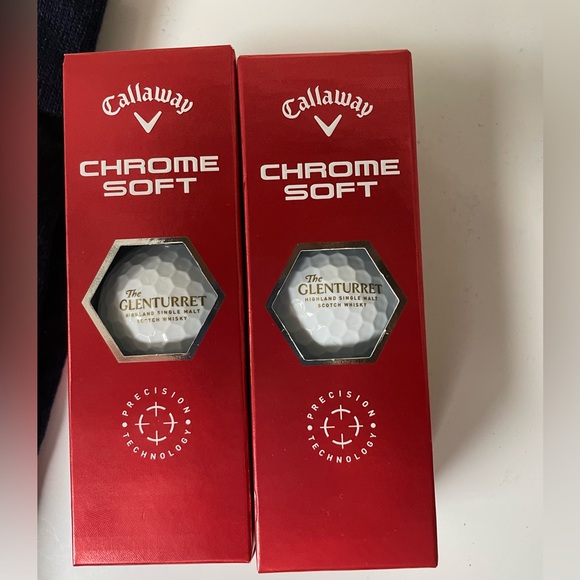 Callaway
CHROME
SOFT
The
GLENTURRET
HIGHLAND SINGLE MALT
SCOTCH WHISKY
PRECISION
TECHNOLOGY
Callaway
CHROME
SOFT
The
GLENTURRET
HIGHLAND SINGLE MALT
SCOTCH WHISKY
PRECISION
TECHNOLOGY